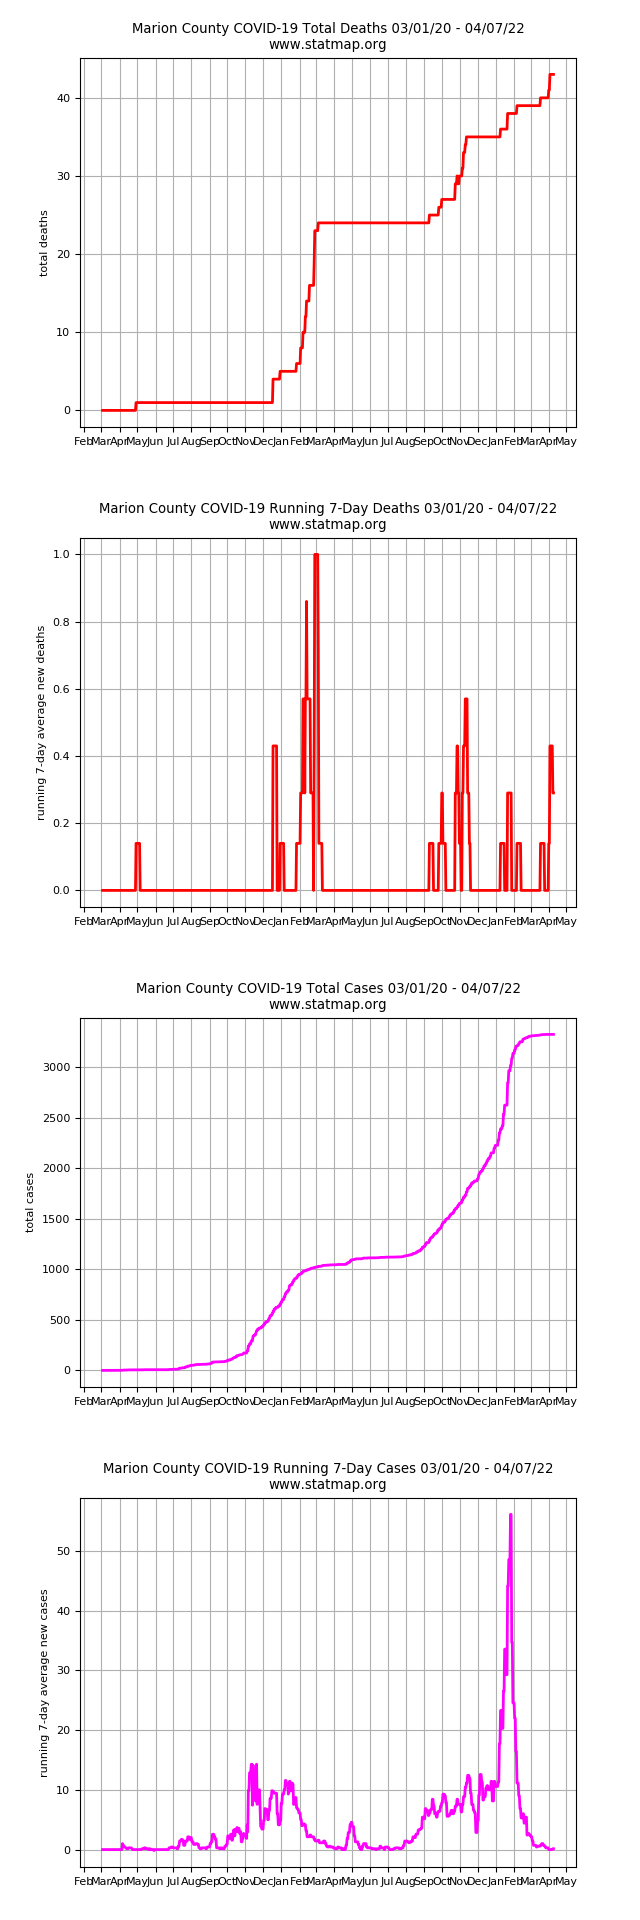 Marion County COVID-19 Total Deaths 03/01/20 - 04/07/22
www.statmap.org
40
30
20
10
0
total deaths
Feb Mar Apr May Jun Jul Aug Sep Oct Nov Dec Jan Feb Mar Apr May Jun Jul Aug Sep Oct Nov Dec Jan Feb Mar Apr May
Marion County COVID-19 Running 7-Day Deaths 03/01/20 - 04/07/22
www.statmap.org
1.0
0.8
0.6
0.4
0.2
0.0
running 7-day average new deaths
Feb Mar Apr May Jun Jul Aug Sep Oct Nov Dec Jan Feb Mar Apr May Jun Jul Aug Sep Oct Nov Dec Jan Feb Mar Apr May
Marion County COVID-19 Total Cases 03/01/20 - 04/07/22
www.statmap.org
3000
2500
2000
1500
1000
500
0
total cases
Feb Mar Apr May Jun Jul Aug Sep Oct Nov Dec Jan Feb Mar Apr May Jun Jul Aug Sep Oct Nov Dec Jan Feb Mar Apr May
Marion County COVID-19 Running 7-Day Cases 03/01/20 - 04/07/22
www.statmap.org
50
40
30
20
10
0
running 7-day average new cases
Feb Mar Apr May Jun Jul Aug Sep Oct Nov Dec Jan Feb Mar Apr May Jun Jul Aug Sep Oct Nov Dec Jan Feb Mar Apr May